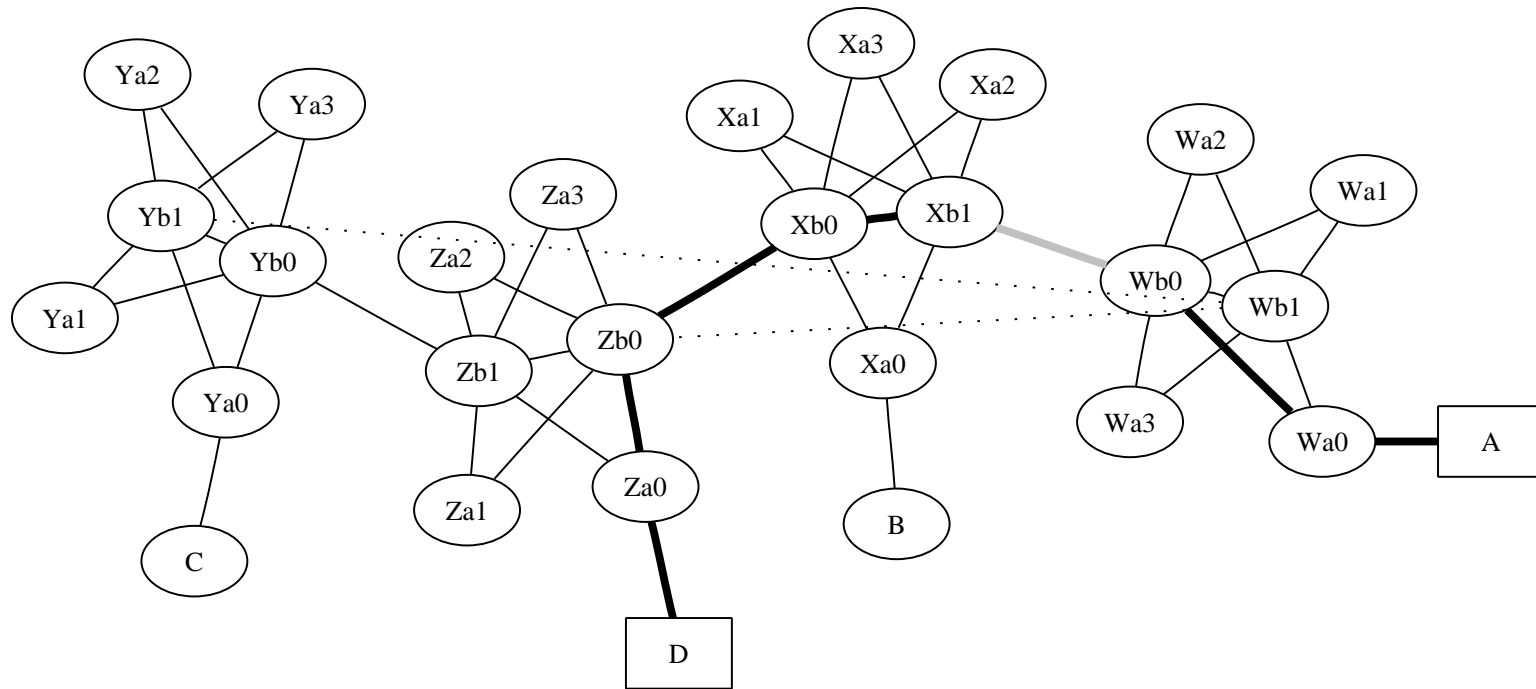 Xa3
Ya2
Xa2
Ya3
Xa1
Wa2
Wa1
Za3
Xb1
Yb1
Xb0
Za2
Yb0
Wb0
Wb1
Ya1
Zb0
Xa0
Zb1
Ya0
Wa3
Wa0
A
Za0
Za1
B
C
D